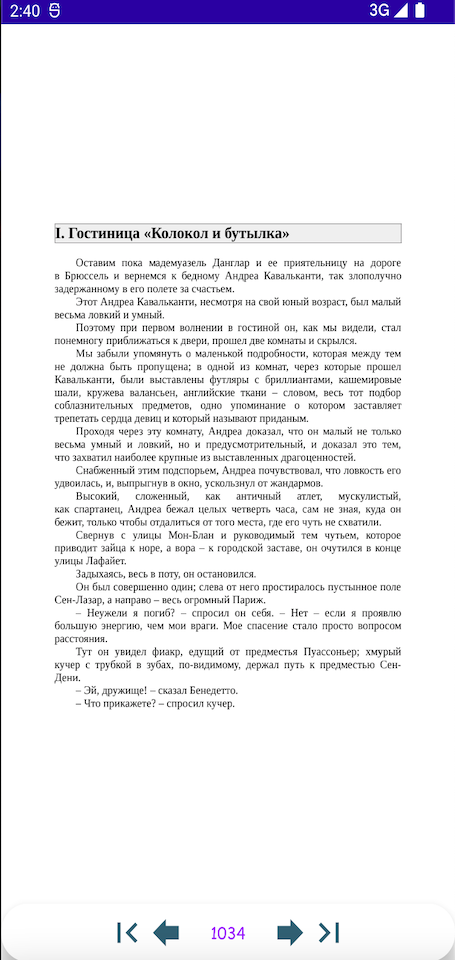 2:40
3G
I. Гостиница «Колокол и бутылка»
Оставим пока мадемуазель Данглар и ее приятельницу на дороге
в Брюссель и вернемся к бедному Андреа Кавальканти, так злополучно
задержанному в его полете за счастьем.
Этот Андреа Кавальканти, несмотря на свой юный возраст, был малый
весьма ловкий и умный.
Поэтому при первом волнении в гостиной он, как мы видели, стал
понемногу приближаться к двери, прошел две комнаты и скрылся.
Мы забыли упомянуть о маленькой подробности, которая между тем
не должна быть пропущена; в одной из комнат, через которые прошел
Кавальканти, были выставлены футляры с бриллиантами, кашемировые
шали, кружева валансьен, английские ткани – словом, весь тот подбор
соблазнительных предметов, одно упоминание о котором заставляет
трепетать сердца девиц и который называют приданым.
Проходя через эту комнату, Андреа доказал, что он малый не только
весьма умный и ловкий, но и предусмотрительный, и доказал это тем,
что захватил наиболее крупные из выставленных драгоценностей.
Снабженный этим подспорьем, Андреа почувствовал, что ловкость его
удвоилась, и, выпрыгнув в окно, ускользнул от жандармов.
Высокий, сложенный, как античный атлет, мускулистый,
как спартанец, Андреа бежал целых четверть часа, сам не зная, куда он
бежит, только чтобы отдалиться от того места, где его чуть не схватили.
Свернув с улицы Мон-Блан и руководимый тем чутьем, которое
приводит зайца к норе, а вора – к городской заставе, он очутился в конце
улицы Лафайет.
Задыхаясь, весь в поту, он остановился.
Он был совершенно один; слева от него простиралось пустынное поле
Сен-Лазар, а направо – весь огромный Париж.
– Неужели я погиб? – спросил он себя. – Нет – если я проявлю
большую энергию, чем мои враги. Мое спасение стало просто вопросом
расстояния.
Тут он увидел фиакр, едущий от предместья Пуассоньер; хмурый
кучер с трубкой в зубах, по-видимому, держал путь к предместью Сен-
Дени.
– Эй, дружище! – сказал Бенедетто.
– Что прикажете? – спросил кучер.
1034